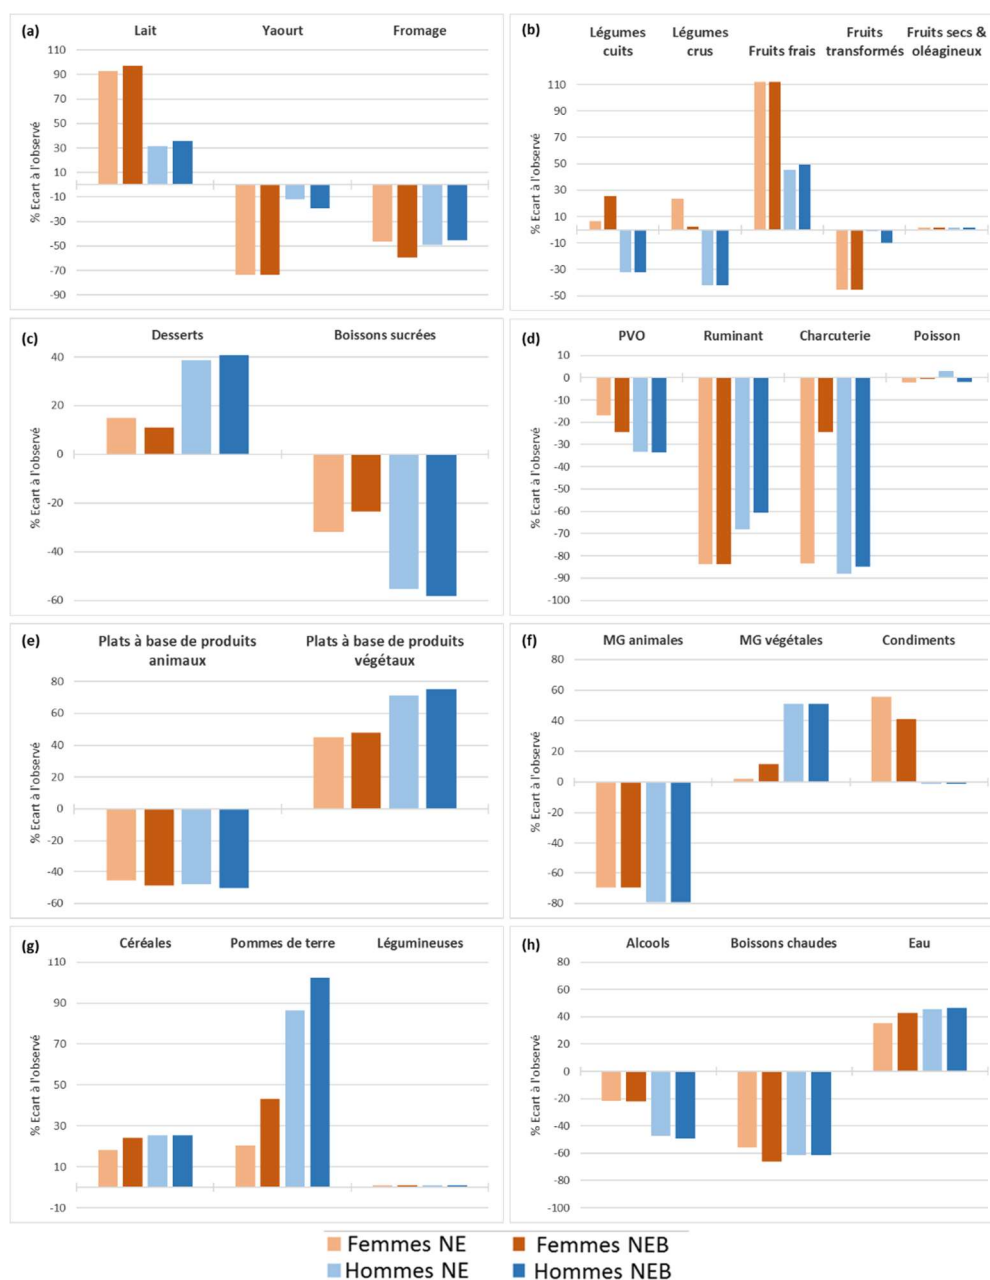 (a)
Lait
Yaourt
Fromage
% Ecart à l'observé
110
90
70
50
30
10
-10
-30
-50
-70
-90
(b)
Légumes
cuits
Légumes
crus
Fruits frais
Fruits
transformés
Fruits secs &
oléagineux
% Ecart à l'observé
110
90
70
50
30
10
-10
-30
-50
(c)
Desserts
Boissons sucrées
% Ecart à l'observé
40
20
0
-20
-40
-60
(d)
PVO
Ruminant
Charcuterie
Poisson
% Ecart à l'observé
10
0
-10
-20
-30
-40
-50
-60
-70
-80
-90
-100
(e)
Plats à base de produits
animaux
Plats à base de produits
végétaux
% Ecart à l'observé
80
60
40
20
0
-20
-40
-60
(f)
MG animales
MG végétales
Condiments
% Ecart à l'observé
80
60
40
20
0
-20
-40
-60
-80
(g)
Céréales
Pommes de terre
Légumineuses
% Ecart à l'observé
110
90
70
50
30
10
-10
(h)
Alcools
Boissons chaudes
Eau
% Ecart à l'observé
80
60
40
20
0
-20
-40
-60
-80
-100
Femmes NE
Femmes NEB
Hommes NE
Hommes NEB